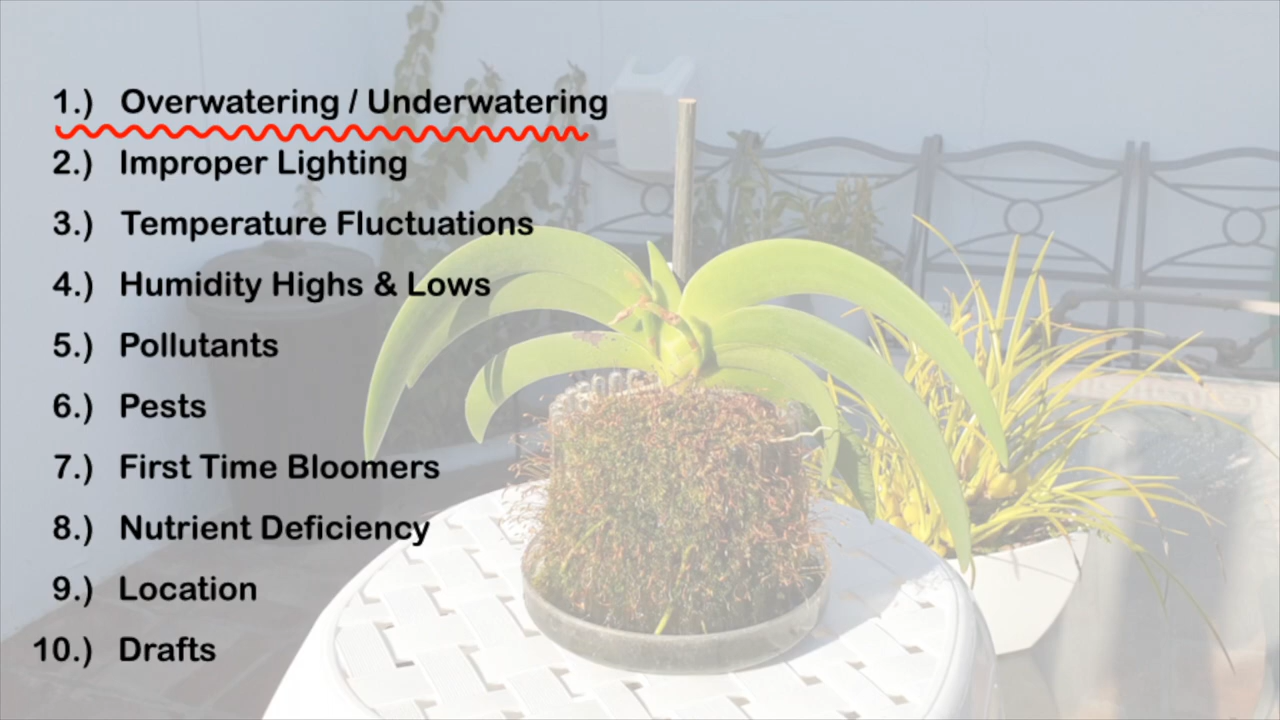 1.) Overwatering / Underwatering
2.) Improper Lighting
3.) Temperature Fluctuations
4.) Humidity Highs & Lows
5.) Pollutants
6.) Pests
7.) First Time Bloomers
8.) Nutrient Deficiency
9.) Location
10.) Drafts